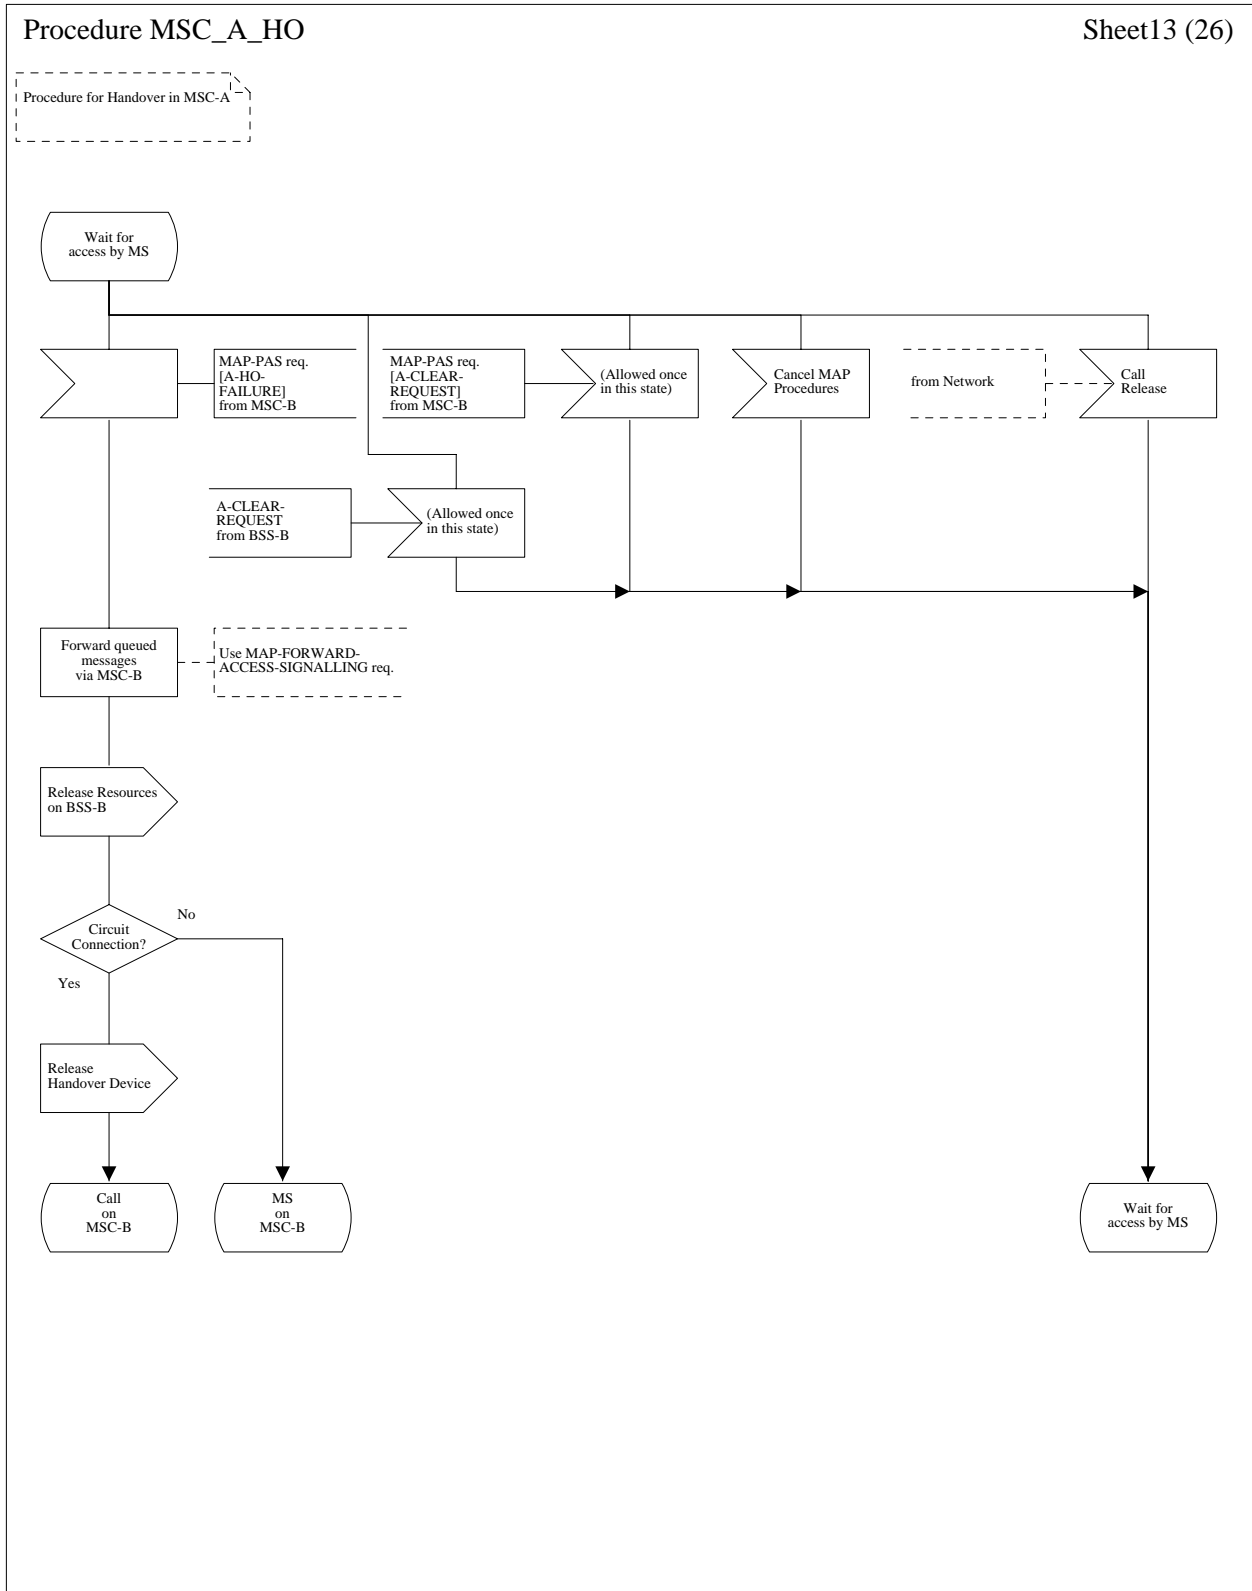 Procedure MSC_A_HO
Sheet13 (26)
Procedure for Handover in MSC-A
Wait for
access by MS
MAP-PAS req.
[A-HO-
FAILURE]
from MSC-B
MAP-PAS req.
[A-CLEAR-
REQUEST]
from MSC-B
(Allowed once
in this state)
Cancel MAP
Procedures
from Network
Call
Release
A-CLEAR-
REQUEST
from BSS-B
(Allowed once
in this state)
Forward queued
messages
via MSC-B
Use MAP-FORWARD-
ACCESS-SIGNALLING req.
Release Resources
on BSS-B
Circuit
Connection?
No
Yes
Release
Handover Device
Call
on
MSC-B
MS
on
MSC-B
Wait for
access by MS